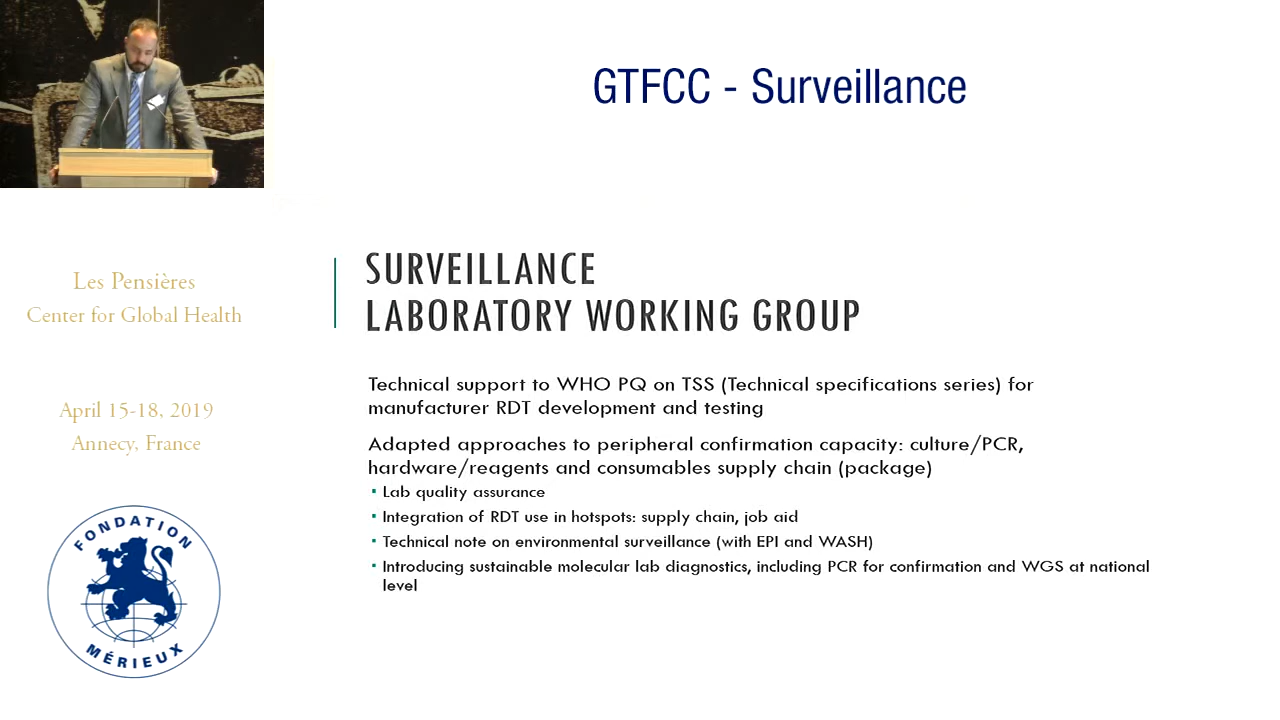 GTFCC - Surveillance
Les Pensières
Center for Global Health
April 15-18, 2019
Annecy, France
FONDATION
MÉRIEUX
SURVEILLANCE
LABORATORY WORKING GROUP
Technical support to WHO PQ on TSS (Technical specifications series) for
manufacturer RDT development and testing
Adapted approaches to peripheral confirmation capacity: culture/PCR,
hardware/reagents and consumables supply chain (package)
▪ Lab quality assurance
▪ Integration of RDT use in hotspots: supply chain, job aid
▪ Technical note on environmental surveillance (with EPI and WASH)
▪ Introducing sustainable molecular lab diagnostics, including PCR for confirmation and WGS at national
level